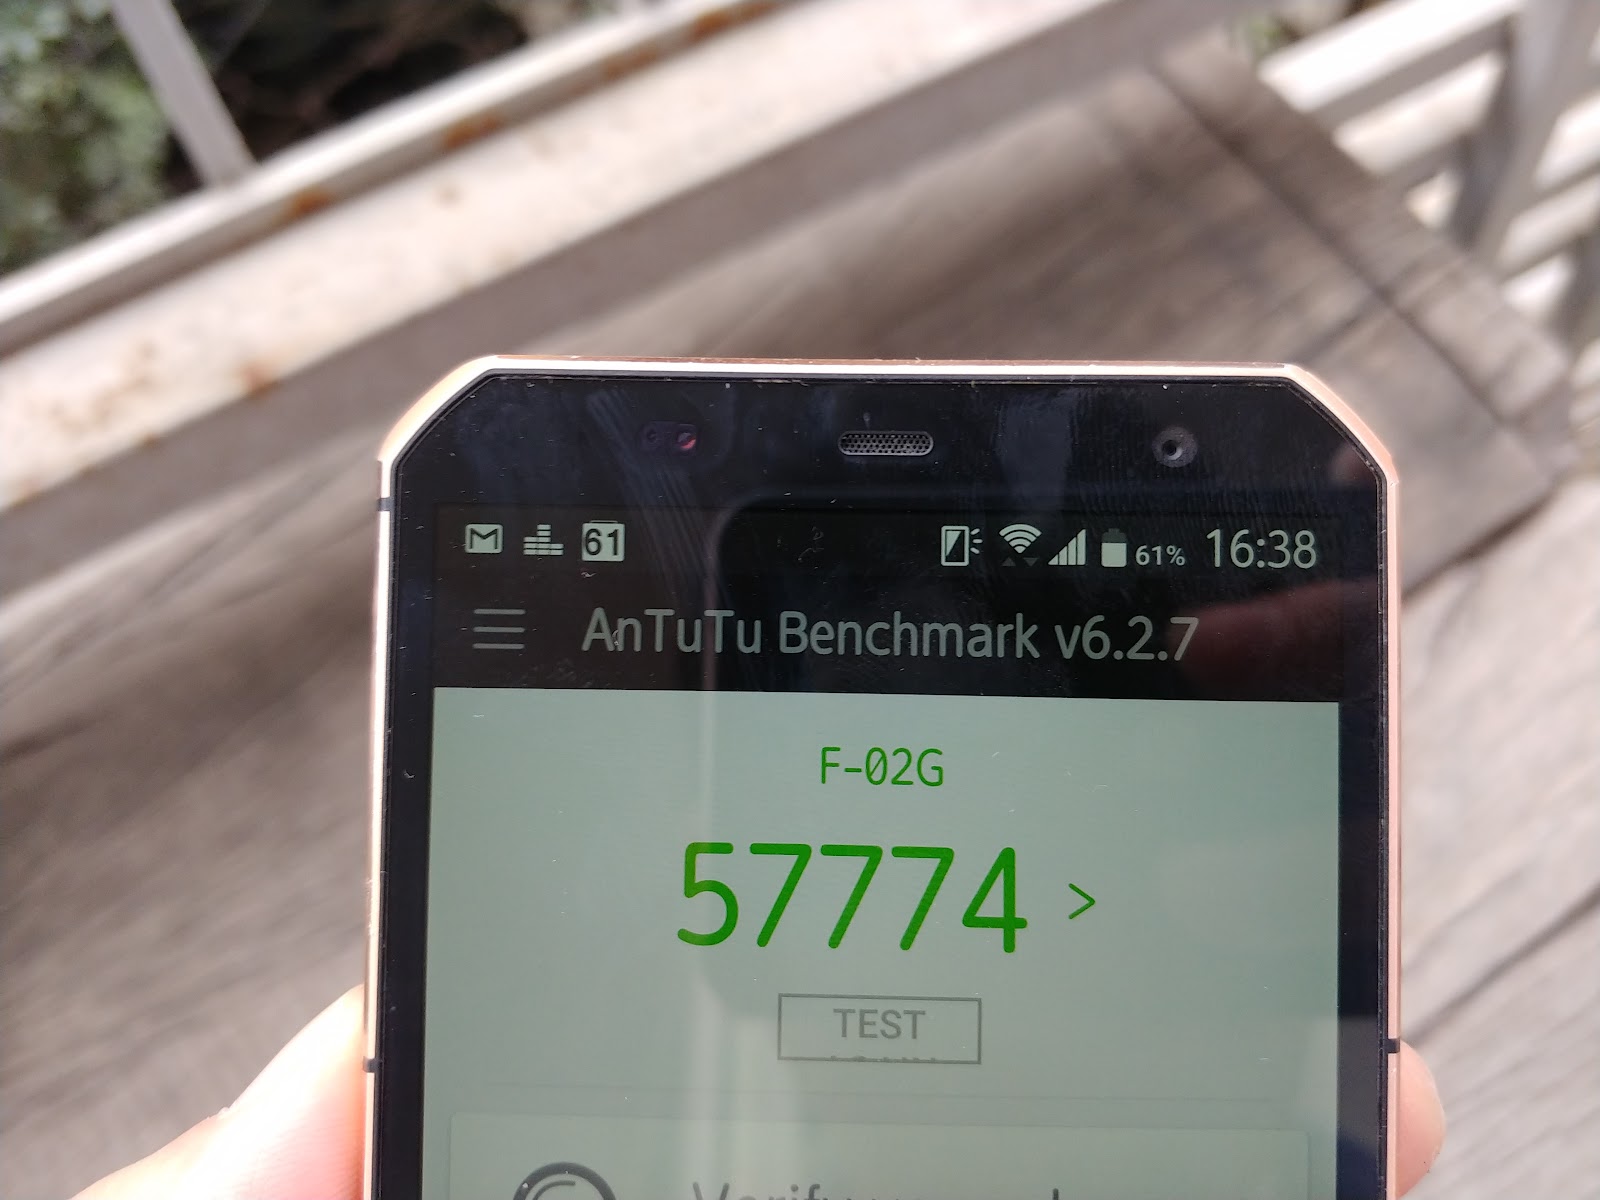 61 61% 16:38
AnTuTu Benchmark v6.2.7
F-02G
57774 >
TEST